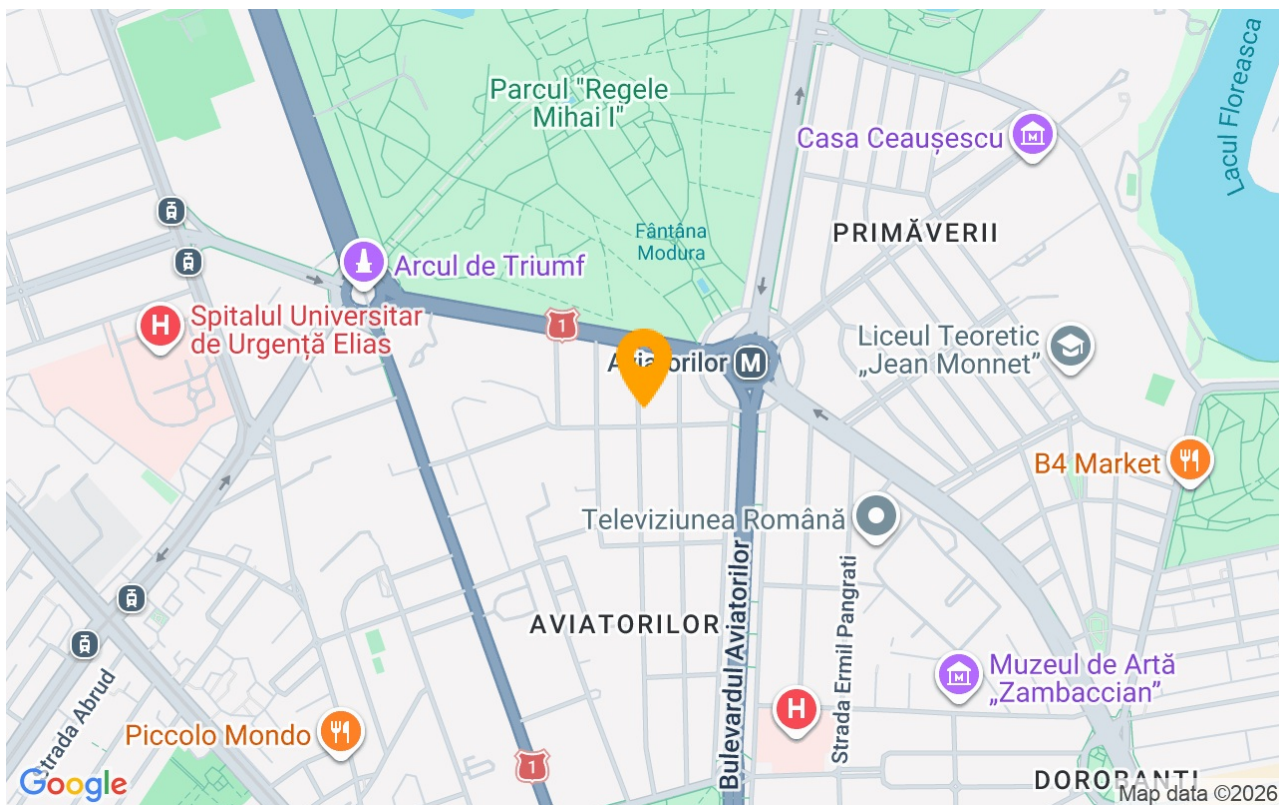 Lacul Floreasca
Parcul "Regele
Mihai I"
Casa Ceaușescu
M
Fântâna
Modura
PRIMĂVERII
Arcul de Triumf
H
Spitalul Universitar
de Urgență Elias
1
Liceul Teoretic
„Jean Monnet”
Aviatorilor
M
B4 Market
Televiziunea Română
Bulevardul Aviatorilor
Strada Ermil Pangrati
AVIATORILOR
Muzeul de Artă
„Zambaccian”
M
H
Strada Abrud
Piccolo Mondo
1
Google
DOROBANȚI
Map data ©2026